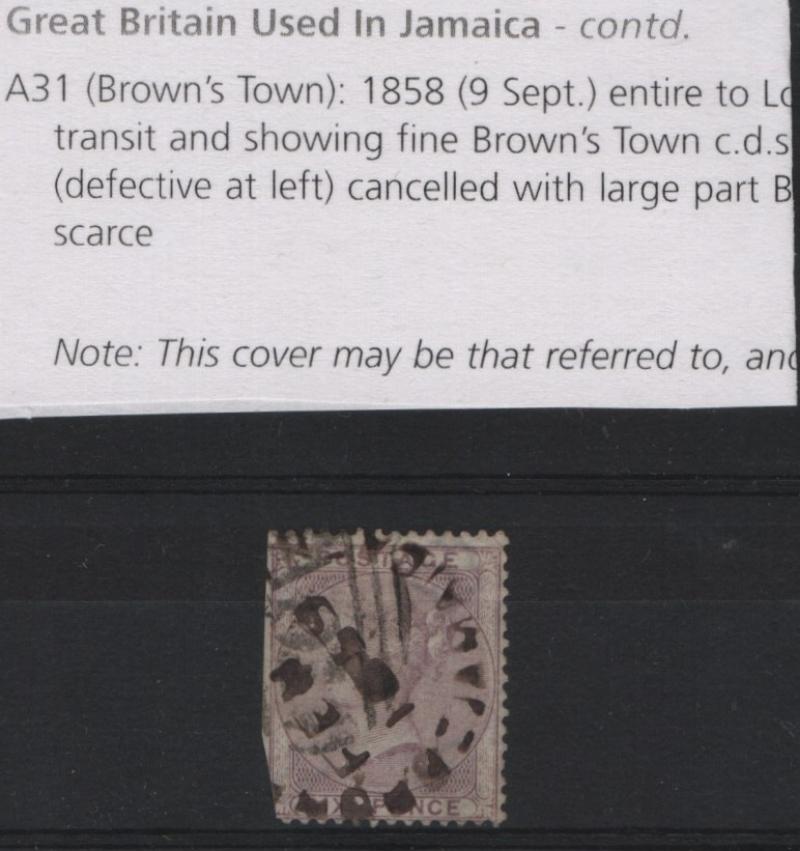 Great Britain Used In Jamaica - contd.
A31 (Brown's Town): 1858 (9 Sept.) entire to Lo
transit and showing fine Brown's Town c.d.s
(defective at left) cancelled with large part B
scarce
Note: This cover may be that referred to, and
POSTAGE
SIX PENCE